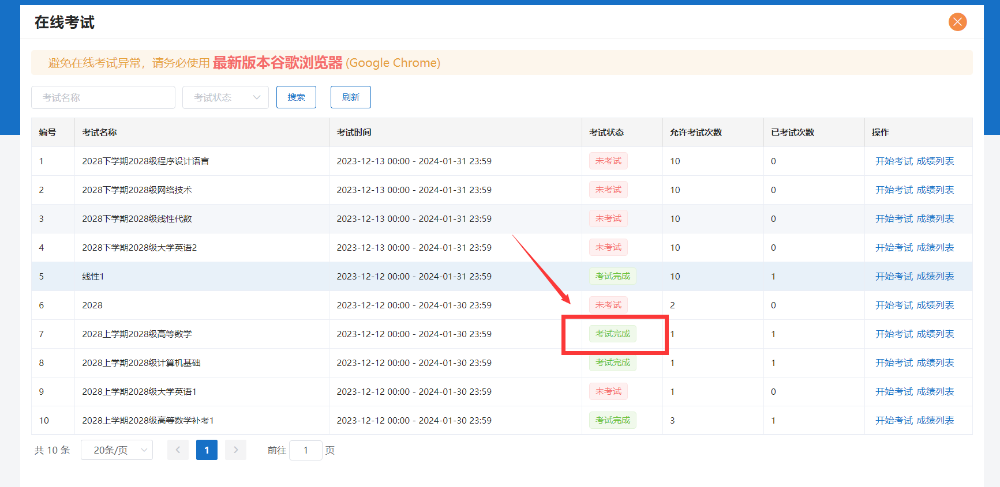 在线考试
避免在线考试异常，请务必使用 最新版本谷歌浏览器 (Google Chrome)
考试名称 考试状态 搜索 刷新
编号 考试名称 考试时间 考试状态 允许考试次数 已考试次数 操作
1 2028下学期2028级程序设计语言 2023-12-13 00:00 - 2024-01-31 23:59 未考试 10 0 开始考试 成绩列表
2 2028下学期2028级网络技术 2023-12-13 00:00 - 2024-01-31 23:59 未考试 10 0 开始考试 成绩列表
3 2028下学期2028级线性代数 2023-12-13 00:00 - 2024-01-31 23:59 未考试 10 0 开始考试 成绩列表
4 2028下学期2028级大学英语2 2023-12-13 00:00 - 2024-01-31 23:59 未考试 10 0 开始考试 成绩列表
5 线性1 2023-12-12 00:00 - 2024-01-31 23:59 考试完成 10 1 开始考试 成绩列表
6 2028 2023-12-12 00:00 - 2024-01-30 23:59 未考试 2 0 开始考试 成绩列表
7 2028上学期2028级高等数学 2023-12-12 00:00 - 2024-01-30 23:59 考试完成 1 1 开始考试 成绩列表
8 2028上学期2028级计算机基础 2023-12-12 00:00 - 2024-01-30 23:59 考试完成 1 1 开始考试 成绩列表
9 2028上学期2028级大学英语1 2023-12-12 00:00 - 2024-01-30 23:59 未考试 1 0 开始考试 成绩列表
10 2028上学期2028级高等数学补考1 2023-12-12 00:00 - 2024-01-30 23:59 考试完成 3 1 开始考试 成绩列表
共 10 条 20条/页 1 前往 1 页